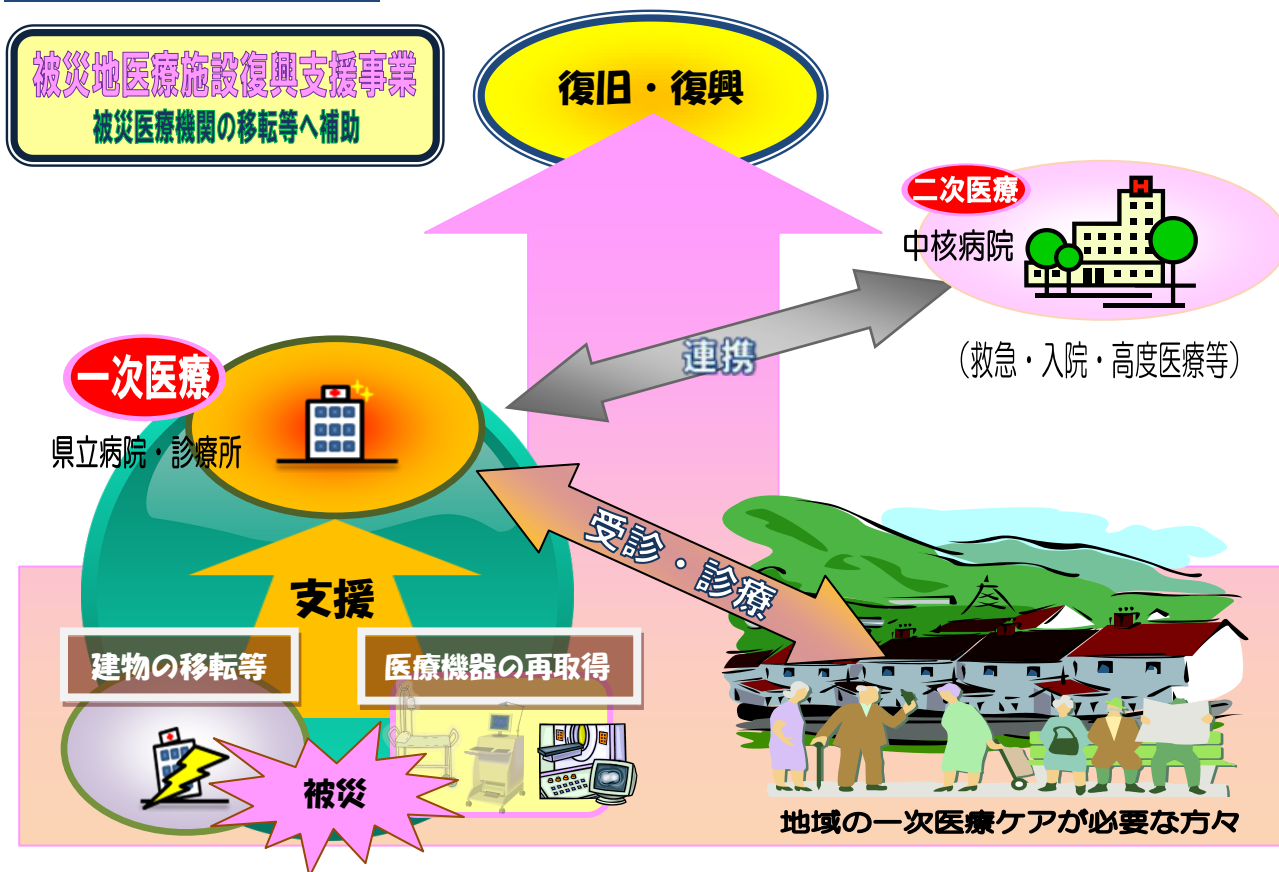 被災地医療施設復興支援事業
被災医療機関の移転等へ補助
復旧・復興
二次医療
中核病院
H
（救急・入院・高度医療等）
連携
一次医療
県立病院・診療所
受診・診療
支援
建物の移転等
医療機器の再取得
被災
地域の一次医療ケアが必要な方々